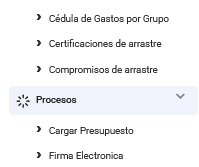 Cédula de Gastos por Grupo
Certificaciones de arrastre
Compromisos de arrastre
Procesos
Cargar Presupuesto
Firma Electronica